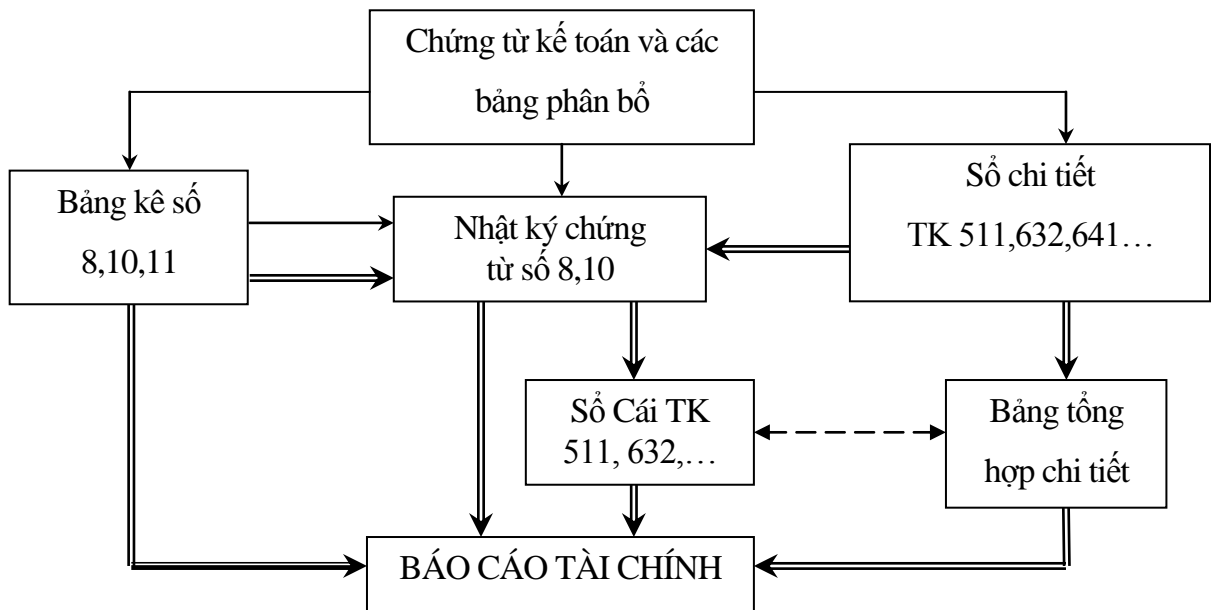 Chứng từ kế toán và các
bảng phân bổ
Bảng kê số
8,10,11
Nhật ký chứng
từ số 8,10
Sổ chi tiết
TK 511,632,641…
Sổ Cái TK
511, 632,…
Bảng tổng
hợp chi tiết
BÁO CÁO TÀI CHÍNH